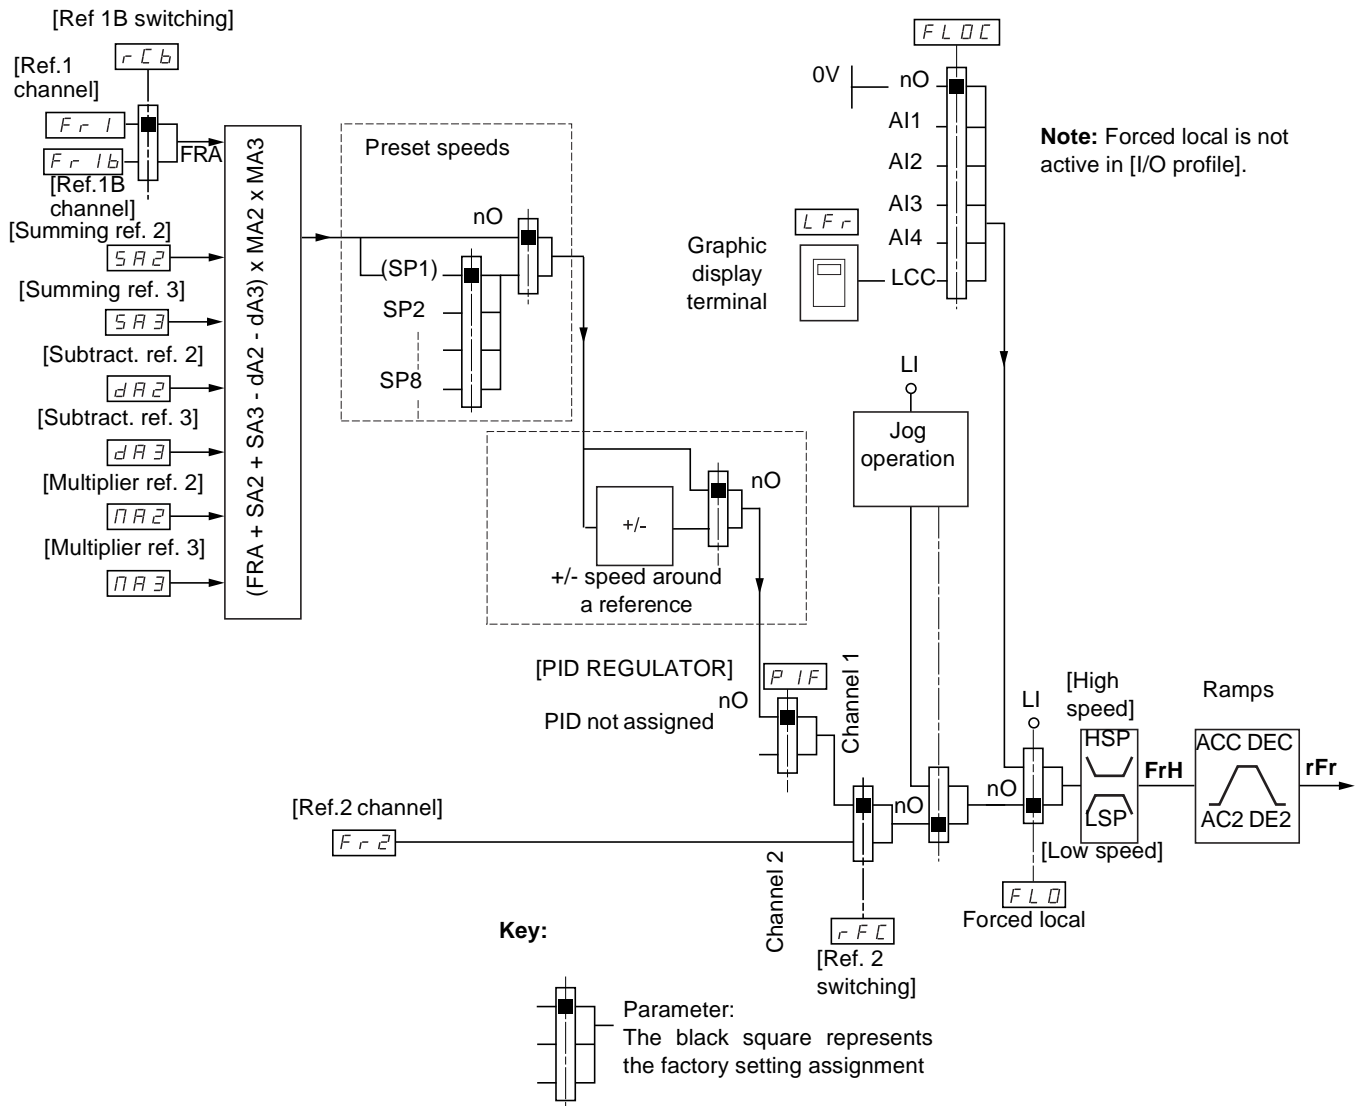 [Ref 1B switching]
rCb
[Ref.1
channel]
Fr1
Fr1b
FRA
[Ref.1B
channel]
[Summing ref. 2]
SA2
[Summing ref. 3]
SA3
[Subtract. ref. 2]
dA2
[Subtract. ref. 3]
dA3
[Multiplier ref. 2]
MA2
[Multiplier ref. 3]
MA3
(FRA + SA2 + SA3 - dA2 - dA3) x MA2 x MA3
Preset speeds
nO
(SP1)
SP2
SP8
nO
+/-
+/- speed around
a reference
[PID REGULATOR]
PIF
nO
PID not assigned
Channel 1
[Ref.2 channel]
Fr2
Channel 2
rFC
[Ref. 2
switching]
FLOC
0V
nO
AI1
AI2
AI3
AI4
LCC
LFr
Graphic
display
terminal
Note: Forced local is not
active in [I/O profile].
LI
Jog
operation
nO
nO
LI
FLO
Forced local
[High
speed]
HSP
LSP
[Low speed]
FrH
Ramps
ACC DEC
AC2 DE2
rFr
Key:
Parameter:
The black square represents
the factory setting assignment